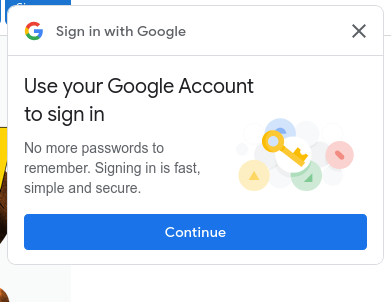 Sign in with Google
Use your Google Account
to sign in
No more passwords to
remember. Signing in is fast,
simple and secure.
Continue